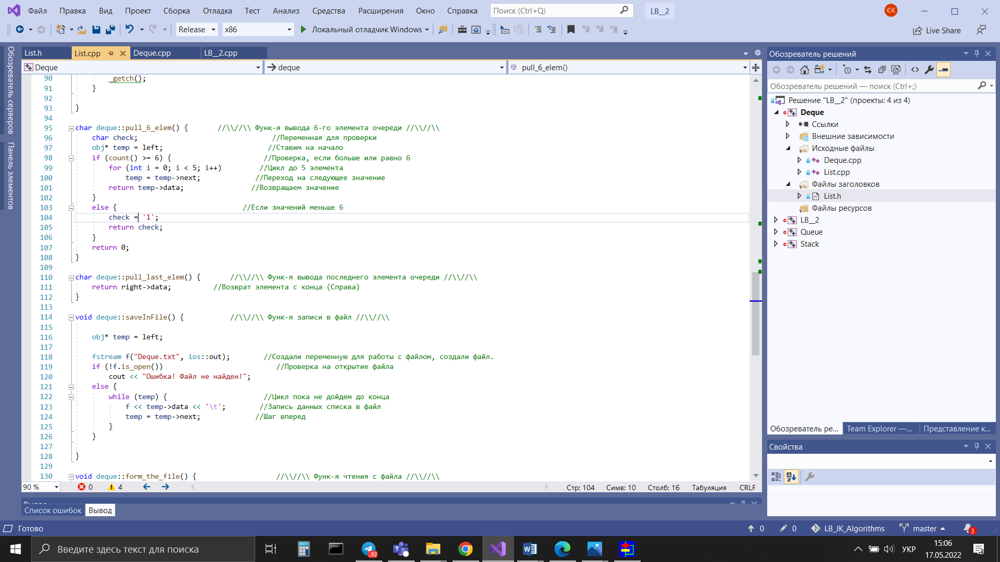 Файл Правка Вид Проект Сборка Отладка Тест Анализ Средства Расширения Окно Справка Поиск (Ctrl+Q) LB__2 ЄК
Release x86 Локальный отладчик Windows Live Share
Обозреватель серверов
Панель элементов
List.h List.cpp Deque.cpp LB__2.cpp
Deque deque pull_6_elem()
90 _getch();
91 }
92
93 }
94
95 char deque::pull_6_elem() { //\\//\\ Функ-я вывода 6-го элемента очереди //\\//\\
96 char check; //Переменная для проверки
97 obj* temp = left; //Ставим на начало
98 if (count() >= 6) { //Проверка, если больше или равно 6
99 for (int i = 0; i < 5; i++) //Цикл до 5 элемента
100 temp = temp->next; //Переход на следующее значение
101 return temp->data; //Возвращаем значение
102 }
103 else { //Если значений меньше 6
104 check = '1';
105 return check;
106 }
107 return 0;
108 }
109
110 char deque::pull_last_elem() { //\\//\\ Функ-я вывода последнего элемента очереди //\\//\\
111 return right->data; //Возврат элемента с конца (Справа)
112 }
113
114 void deque::saveInFile() { //\\//\\ Функ-я записи в файл //\\//\\
115
116 obj* temp = left;
117
118 fstream f("Deque.txt", ios::out); //Создали переменную для работы с файлом, создали файл.
119 if (!f.is_open()) //Проверка на открытие файла
120 cout << "Ошибка! Файл не найден!";
121 else {
122 while (temp) { //Цикл пока не дойдем до конца
123 f << temp->data << '\t'; //Запись данных списка в файл
124 temp = temp->next; //Шаг вперед
125 }
126 }
127
128 }
129
130 void deque::form_the_file() { //\\//\\ Функ-я чтения с файла //\\//\\
90 % 0 4 Стр: 104 Симв: 10 Столб: 16 Табуляция CRLF
Список ошибок Вывод
Обозреватель решений
Обозреватель решений — поиск (Ctrl+;)
Решение "LB__2" (проекты: 4 из 4)
Deque
Ссылки
Внешние зависимости
Исходные файлы
Deque.cpp
List.cpp
Файлы заголовков
List.h
Файлы ресурсов
LB__2
Queue
Stack
Обозреватель ре... Team Explorer —... Представление к...
Свойства
Готово 0 0 LB_JK_Algorithms master 3
Введите здесь текст для поиска ..82 УКР 15:06
17.05.2022